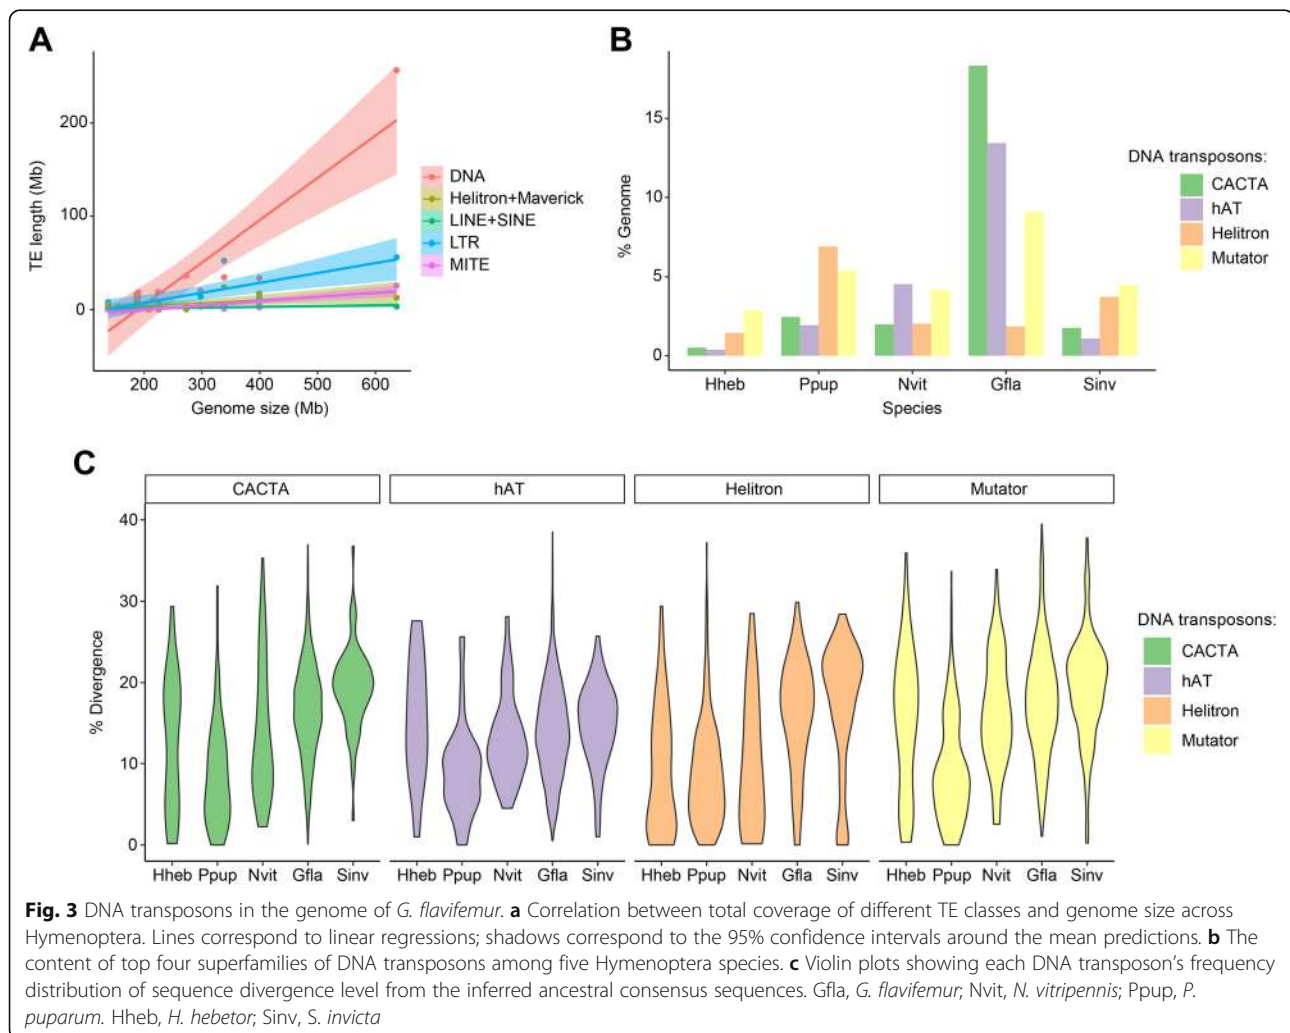 A
TE length (Mb)
200
100
0
200 300 400 500 600
Genome size (Mb)
DNA
Helitron+Maverick
LINE+SINE
LTR
MITE
B
% Genome
15
10
5
0
Hheb Ppup Nvit Gfla Sinv
Species
DNA transposons:
CACTA
hAT
Helitron
Mutator
C
CACTA hAT Helitron Mutator
% Divergence
40
30
20
10
0
Hheb Ppup Nvit Gfla Sinv Hheb Ppup Nvit Gfla Sinv Hheb Ppup Nvit Gfla Sinv Hheb Ppup Nvit Gfla Sinv
DNA transposons:
CACTA
hAT
Helitron
Mutator
Fig. 3 DNA transposons in the genome of G. flavifemur. a Correlation between total coverage of different TE classes and genome size across
Hymenoptera. Lines correspond to linear regressions; shadows correspond to the 95% confidence intervals around the mean predictions. b The
content of top four superfamilies of DNA transposons among five Hymenoptera species. c Violin plots showing each DNA transposon's frequency
distribution of sequence divergence level from the inferred ancestral consensus sequences. Gfla, G. flavifemur; Nvit, N. vitripennis; Ppup, P.
puparum. Hheb, H. hebetor; Sinv, S. invicta